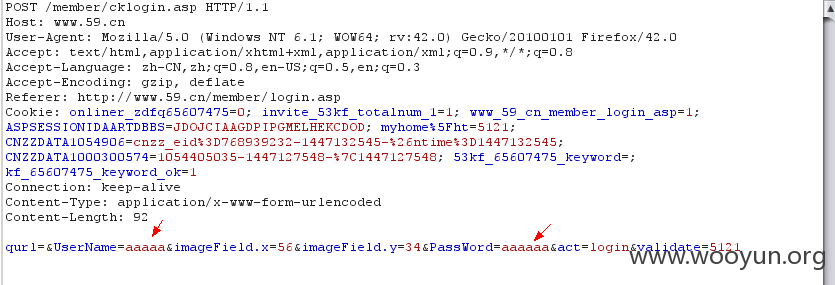 POST /member/cklogin.asp HTTP/1.1
Host: www.59.cn
User-Agent: Mozilla/5.0 (Windows NT 6.1; WOW64; rv:42.0) Gecko/20100101 Firefox/42.0
Accept: text/html,application/xhtml+xml,application/xml;q=0.9,*/*;q=0.8
Accept-Language: zh-CN,zh;q=0.8,en-US;q=0.5,en;q=0.3
Accept-Encoding: gzip, deflate
Referer: http://www.59.cn/member/login.asp
Cookie: onliner_zdfq65607475=0; invite_53kf_totalnum_1=1; www_59_cn_member_login_asp=1;
ASPSESSIONIDAARTDBBS=JDOJCIAAGDPIPGMELHEKCDOD; myhome%5Fht=5121;
CNZZDATA1054906=cnzz_eid%3D768939232-1447132545-%26ntime%3D1447132545;
CNZZDATA1000300574=1054405035-1447127548-%7C1447127548; 53kf_65607475_keyword=;
kf_65607475_keyword_ok=1
Connection: keep-alive
Content-Type: application/x-www-form-urlencoded
Content-Length: 92
qurl=&UserName=aaaaa&imageField.x=56&imageField.y=34&PassWord=aaaaaa&act=login&validate=5121
www.wooyun.org